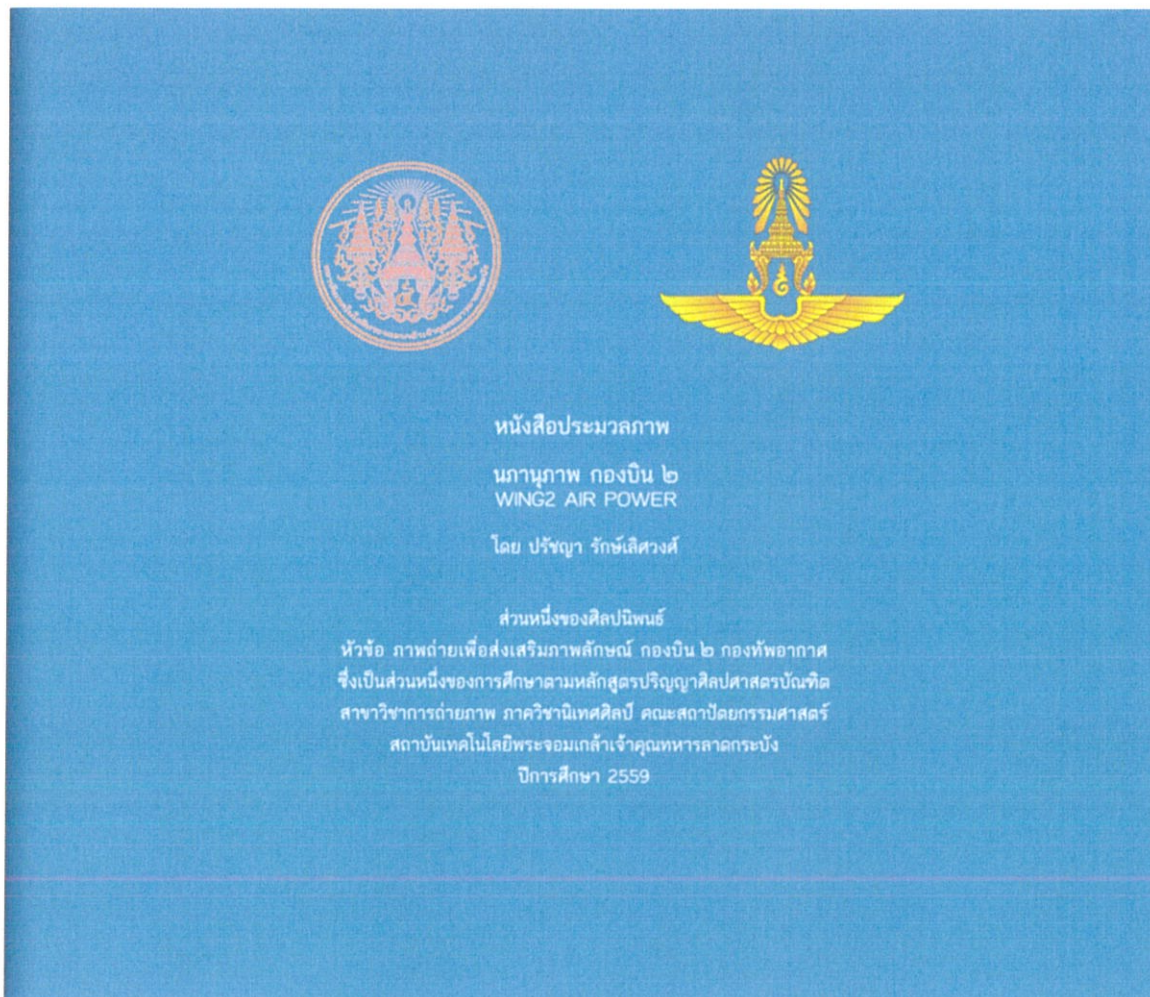 หนังสือประมวลภาพ
นภานุภาพ กองบิน ๒
WING2 AIR POWER
โดย ปรัชญา รักษ์เลิศวงศ์
ส่วนหนึ่งของศิลปนิพนธ์
หัวข้อ ภาพถ่ายเพื่อส่งเสริมภาพลักษณ์ กองบิน ๒ กองทัพอากาศ
ซึ่งเป็นส่วนหนึ่งของการศึกษาตามหลักสูตรปริญญาศิลปศาสตรบัณฑิต
สาขาวิชาการถ่ายภาพ ภาควิชานิเทศศิลป์ คณะสถาปัตยกรรมศาสตร์
สถาบันเทคโนโลยีพระจอมเกล้าเจ้าคุณทหารลาดกระบัง
ปีการศึกษา 2559